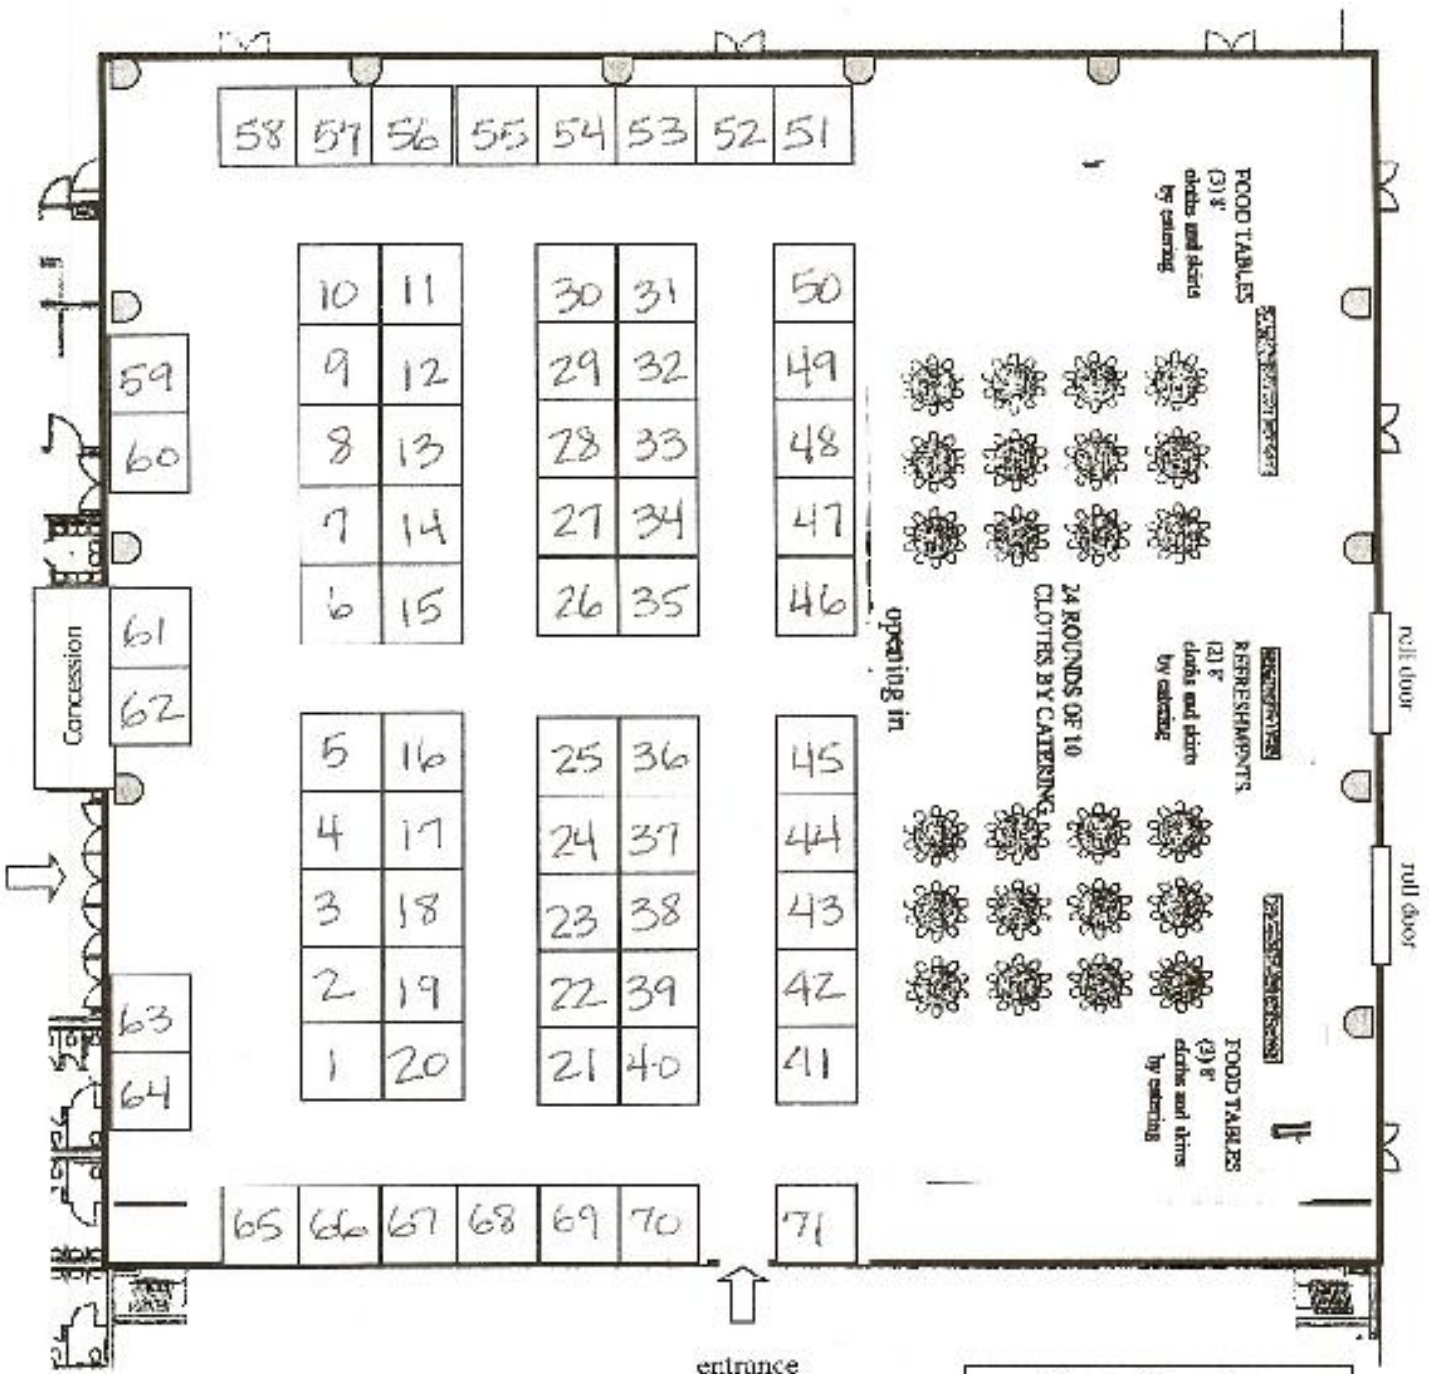 58 57 56 55 54 53 52 51
10 11 30 31 50
9 12 29 32 49
8 13 28 33 48
7 14 27 34 47
6 15 26 35 46
59
60
61
62
Concession
5 16 25 36 45
4 17 24 37 44
3 18 23 38 43
2 19 22 39 42
1 20 21 40 41
63
64
65 66 67 68 69 70 71
FOOD TABLES
(3) 8'
cloths and skirts
by catering
opening in
24 ROUNDS OF 10
CLOTHES BY CATERING
REFRESHMENTS
(2) 8'
cloths and skirts
by catering
roll door
roll door
FOOD TABLES
(3) 8'
cloths and skirts
by catering
entrance